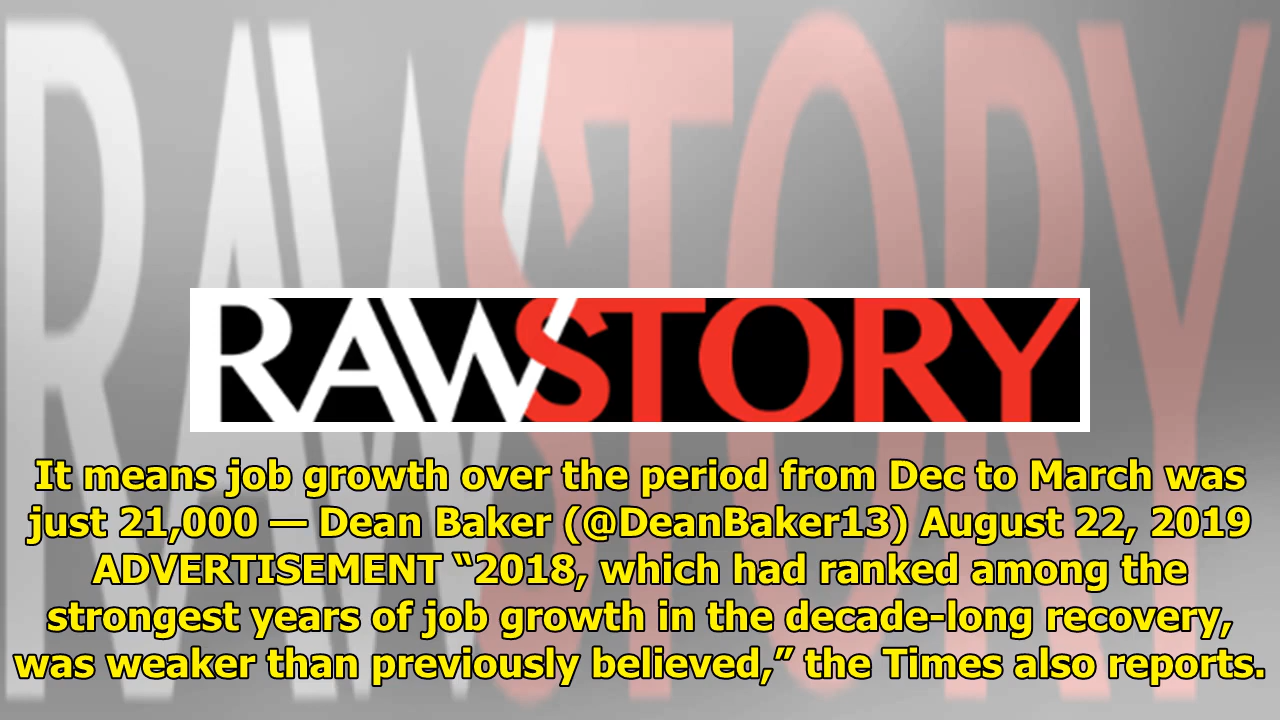 RAWSTORY
RAWSTORY
It means job growth over the period from Dec to March was
just 21,000 — Dean Baker (@DeanBaker13) August 22, 2019
ADVERTISEMENT “2018, which had ranked among the
strongest years of job growth in the decade-long recovery,
was weaker than previously believed,” the Times also reports.